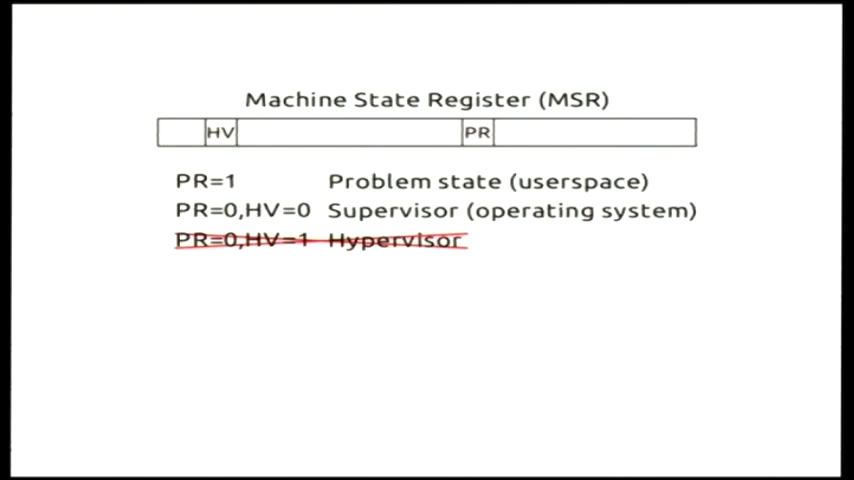 Machine State Register (MSR)
HV PR
PR=1 Problem state (userspace)
PR=0,HV=0 Supervisor (operating system)
PR=0,HV=1 Hypervisor